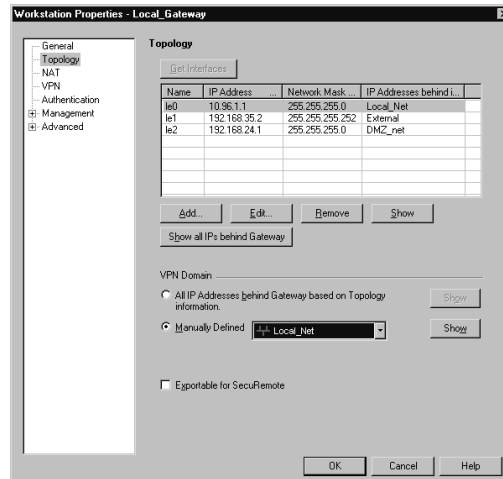 Workstation Properties - Local_Gateway
General
Topology
NAT
VPN
Authentication
Management
Advanced
Topology
Get Interfaces
Name IP Address ... Network Mask ... IP Addresses behind i...
le0 10.96.1.1 255.255.255.0 Local_Net
le1 192.168.35.2 255.255.255.252 External
le2 192.168.24.1 255.255.255.0 DMZ_net
Add... Edit... Remove Show
Show all IPs behind Gateway
VPN Domain
All IP Addresses behind Gateway based on Topology
information.
Show
Manually Defined Local_Net Show
Exportable for SecuRemote
OK Cancel Help